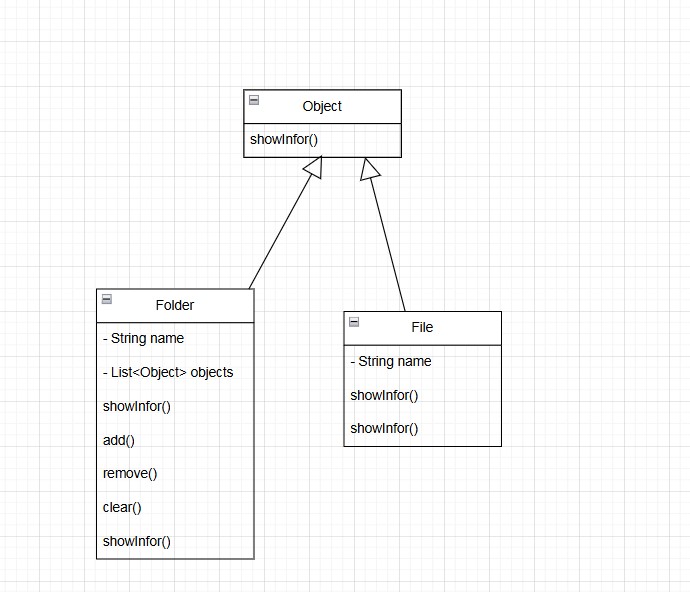 Object
showInfor()
Folder
- String name
- List<Object> objects
showInfor()
add()
remove()
clear()
showInfor()
File
- String name
showInfor()
showInfor()